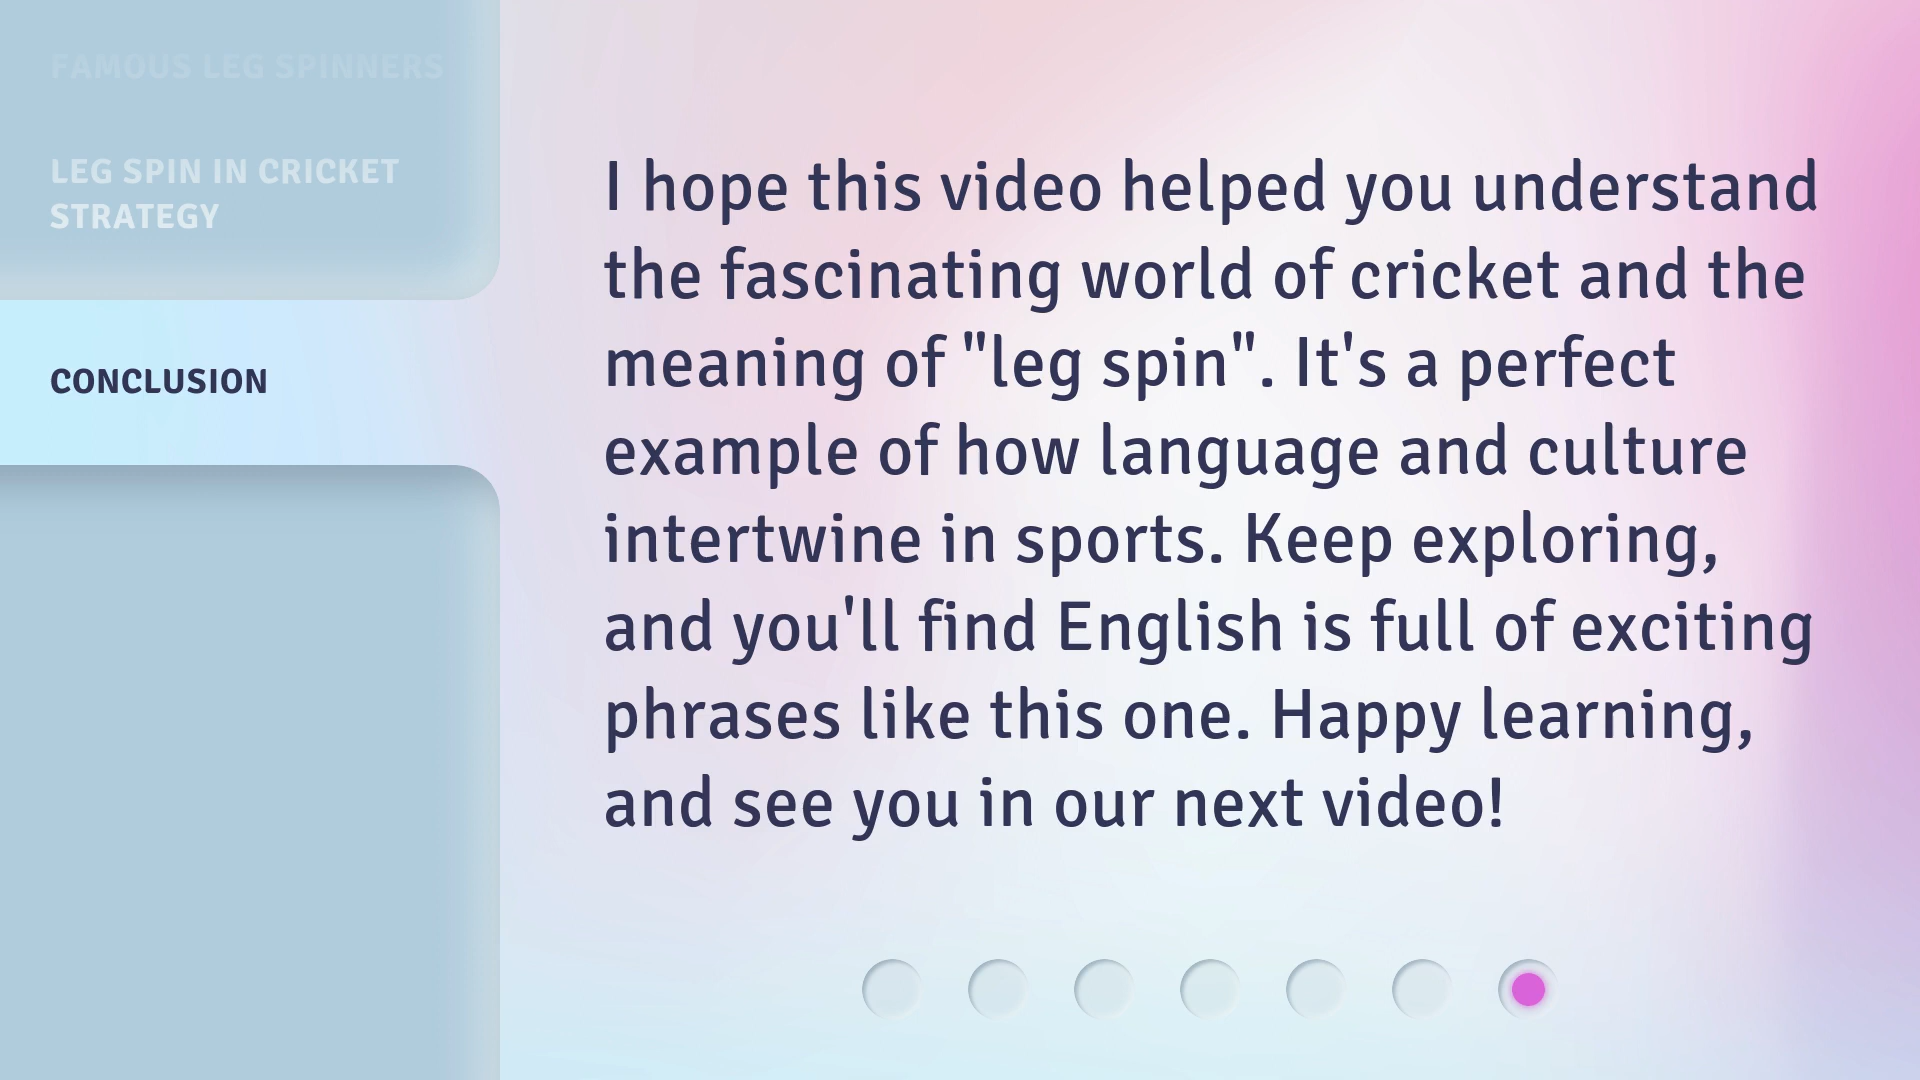 FAMOUS LEG SPINNERS
LEG SPIN IN CRICKET
STRATEGY
CONCLUSION
I hope this video helped you understand
the fascinating world of cricket and the
meaning of "leg spin". It's a perfect
example of how language and culture
intertwine in sports. Keep exploring,
and you'll find English is full of exciting
phrases like this one. Happy learning,
and see you in our next video!